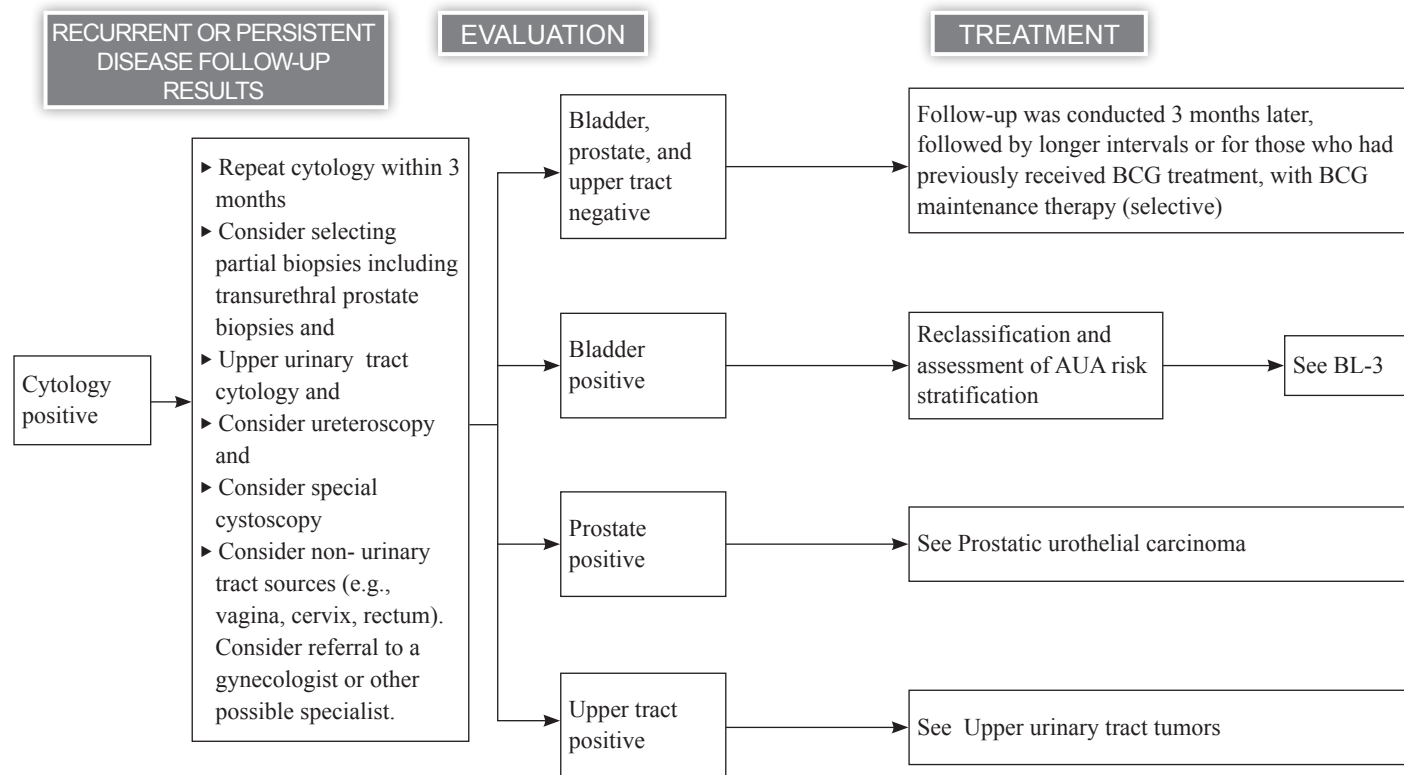 RECURRENT OR PERSISTENT
DISEASE FOLLOW-UP
RESULTS
EVALUATION
TREATMENT
Cytology
positive
▸ Repeat cytology within 3
months
▸ Consider selecting
partial biopsies including
transurethral prostate
biopsies and
▸ Upper urinary tract
cytology and
▸ Consider ureteroscopy
and
▸ Consider special
cystoscopy
▸ Consider non- urinary
tract sources (e.g.,
vagina, cervix, rectum).
Consider referral to a
gynecologist or other
possible specialist.
Bladder,
prostate, and
upper tract
negative
Follow-up was conducted 3 months later,
followed by longer intervals or for those who had
previously received BCG treatment, with BCG
maintenance therapy (selective)
Bladder
positive
Reclassification and
assessment of AUA risk
stratification
See BL-3
Prostate
positive
See Prostatic urothelial carcinoma
Upper tract
positive
See Upper urinary tract tumors